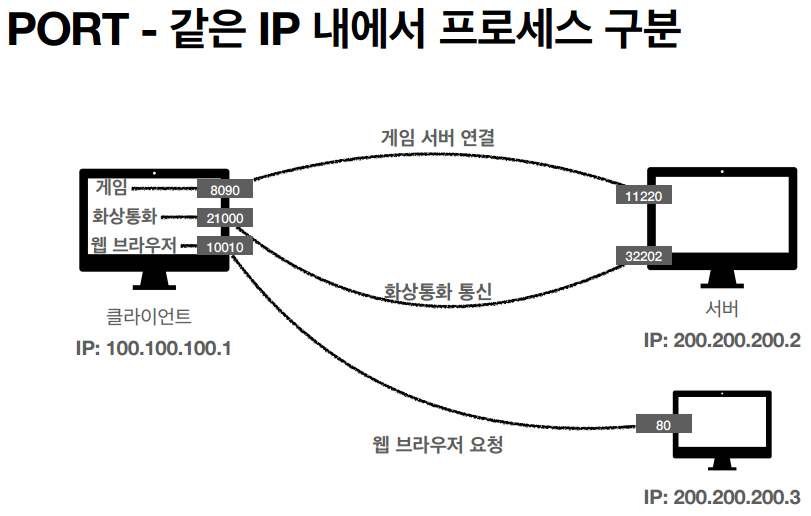 PORT - 같은 IP 내에서 프로세스 구분
게임 서버 연결
게임
8090
11220
화상통화
21000
웹 브라우저
10010
32202
화상통화 통신
클라이언트
IP: 100.100.100.1
서버
IP: 200.200.200.2
80
웹 브라우저 요청
IP: 200.200.200.3